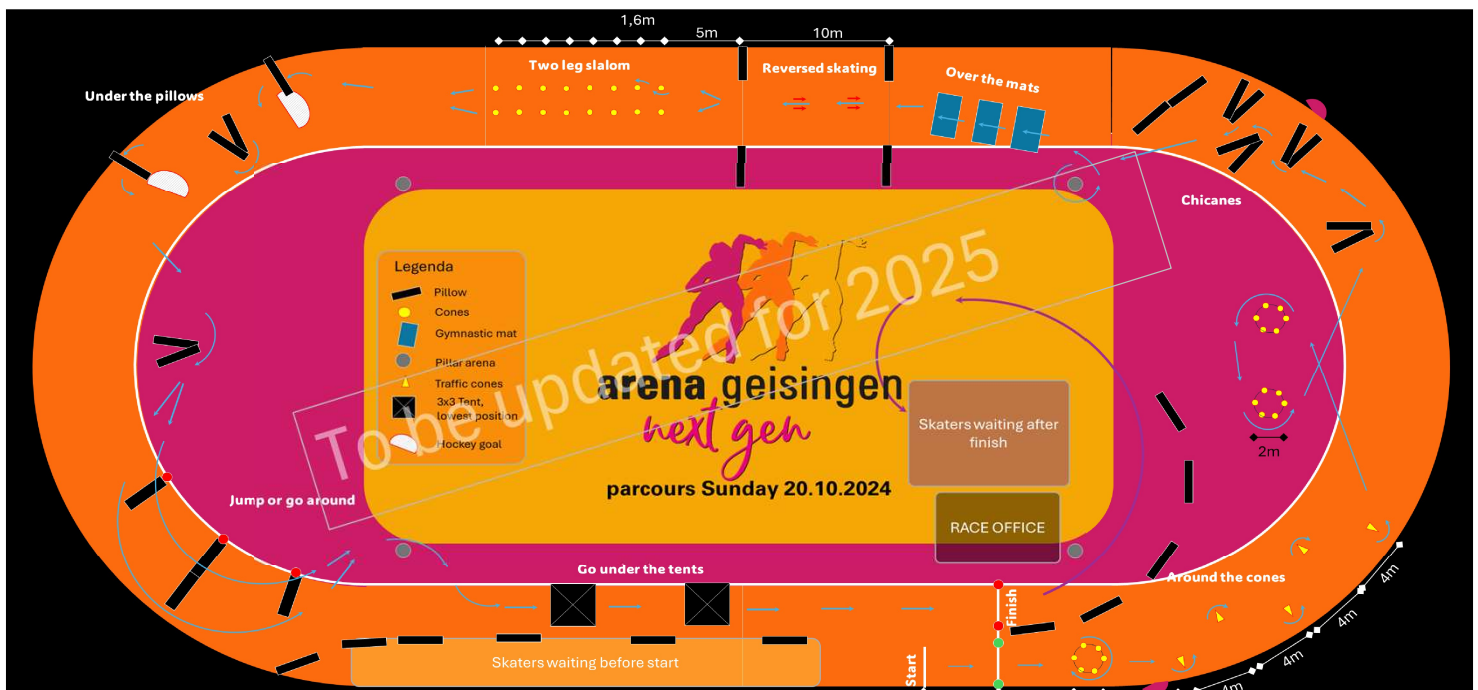 1,6m
5m
10m
Two leg slalom
Reversed skating
Over the mats
Under the pillows
Chicanes
Legenda
Pillow
Cones
Gymnastic mat
Pillar arena
Traffic cones
3x3 Tent,
lowest position
Hockey goal
To be updated for 2025
arena geisingen
next gen
parcours Sunday 20.10.2024
Skaters waiting after
finish
RACE OFFICE
2m
Jump or go around
Go under the tents
Around the cones
Finish
Start
Skaters waiting before start
4m
4m
4m
4m